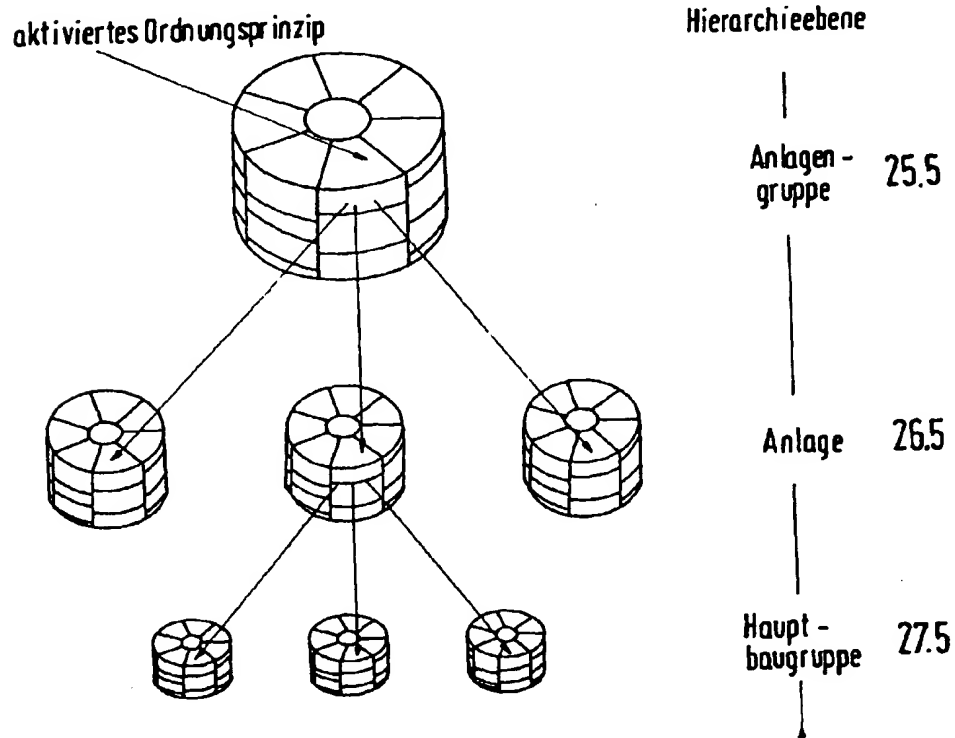 aktiviertes Ordnungsprinzip
Hierarchieebene
Anlagen-
gruppe 25.5
Anlage 26.5
Haupt-
baugruppe 27.5